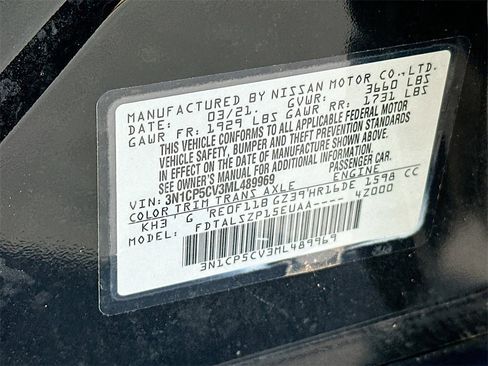 MANUFACTURED BY NISSAN MOTOR CO., LTD.
DATE: 03/21. GVWR: 3660 LBS
GAWR FR: 1929 LBS GAWR RR: 1731 LBS
THIS VEHICLE CONFORMS TO ALL APPLICABLE FEDERAL MOTOR
VEHICLE SAFETY, BUMPER, AND THEFT PREVENTION STANDARDS
IN EFFECT ON THE DATE OF MANUFACTURE SHOWN ABOVE.
SEE OWNER'S MANUAL.
VIN: 3N1CP5CV3ML489969 PASSENGER CAR.
COLOR TRIM TRANS AXLE ENGINE
KH3 G RE0F11B GZ39 HR16DE 1598 CC
MODEL: FDTALSZP15EUAA---- 4Z000
3N1CP5CV3ML489969